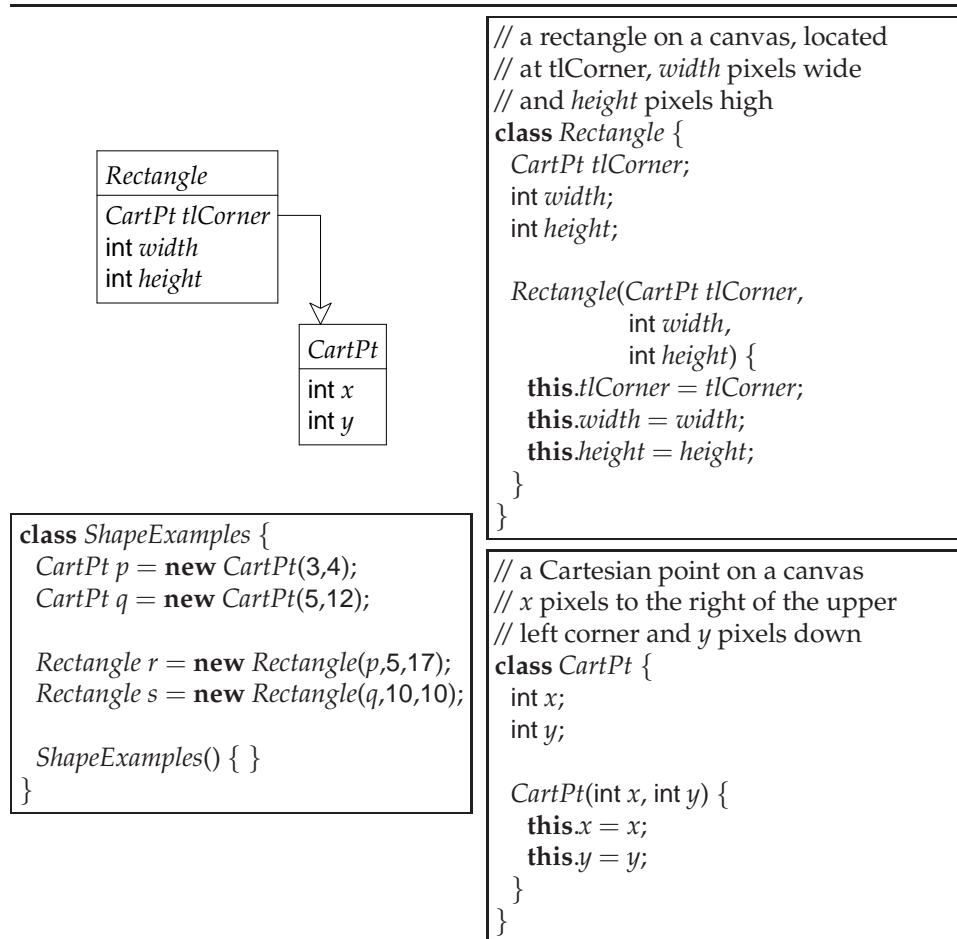 Rectangle
CartPt tlCorner
int width
int height
CartPt
int x
int y
class ShapeExamples {
CartPt p = new CartPt(3,4);
CartPt q = new CartPt(5,12);
Rectangle r = new Rectangle(p,5,17);
Rectangle s = new Rectangle(q,10,10);
ShapeExamples() { }
}
// a rectangle on a canvas, located
// at tlCorner, width pixels wide
// and height pixels high
class Rectangle {
CartPt tlCorner;
int width;
int height;
Rectangle(CartPt tlCorner,
int width,
int height) {
this.tlCorner = tlCorner;
this.width = width;
this.height = height;
}
}
// a Cartesian point on a canvas
// x pixels to the right of the upper
// left corner and y pixels down
class CartPt {
int x;
int y;
CartPt(int x, int y) {
this.x = x;
this.y = y;
}
}